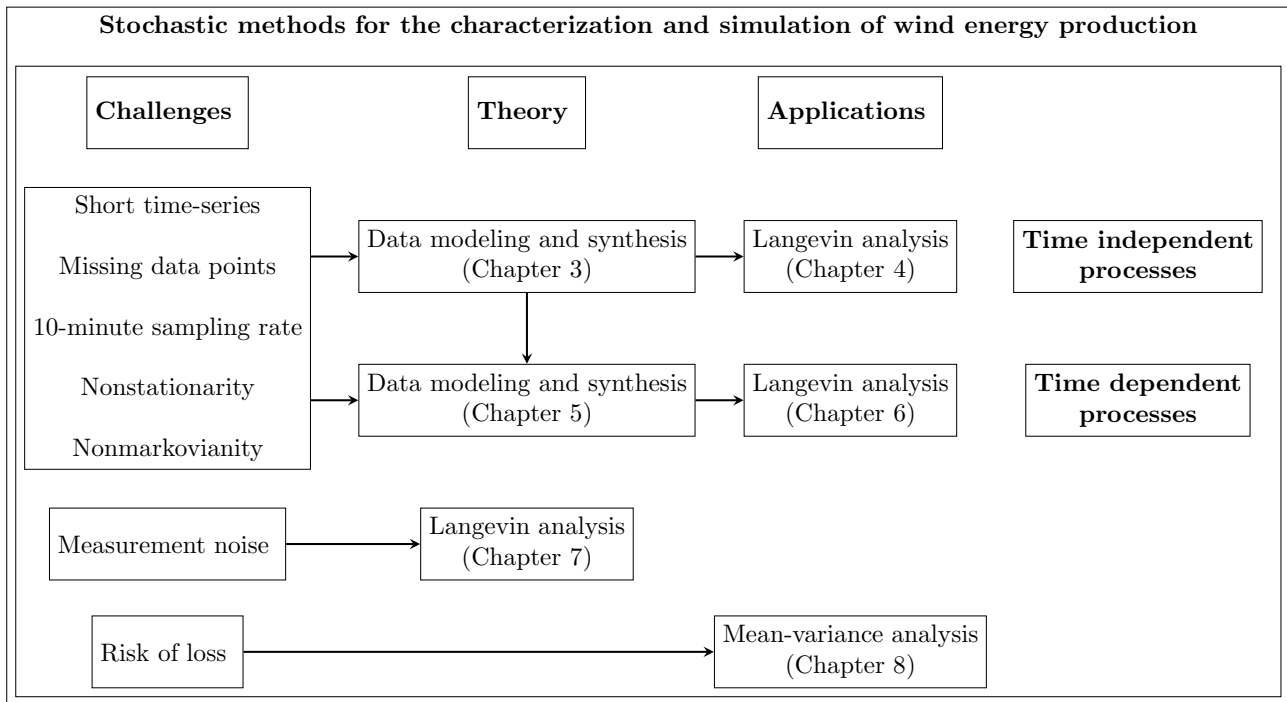 Stochastic methods for the characterization and simulation of wind energy production
Challenges
Theory
Applications
Short time-series
Missing data points
10-minute sampling rate
Nonstationarity
Nonmarkovianity
Data modeling and synthesis
(Chapter 3)
Langevin analysis
(Chapter 4)
Time independent
processes
Data modeling and synthesis
(Chapter 5)
Langevin analysis
(Chapter 6)
Time dependent
processes
Measurement noise
Langevin analysis
(Chapter 7)
Risk of loss
Mean-variance analysis
(Chapter 8)